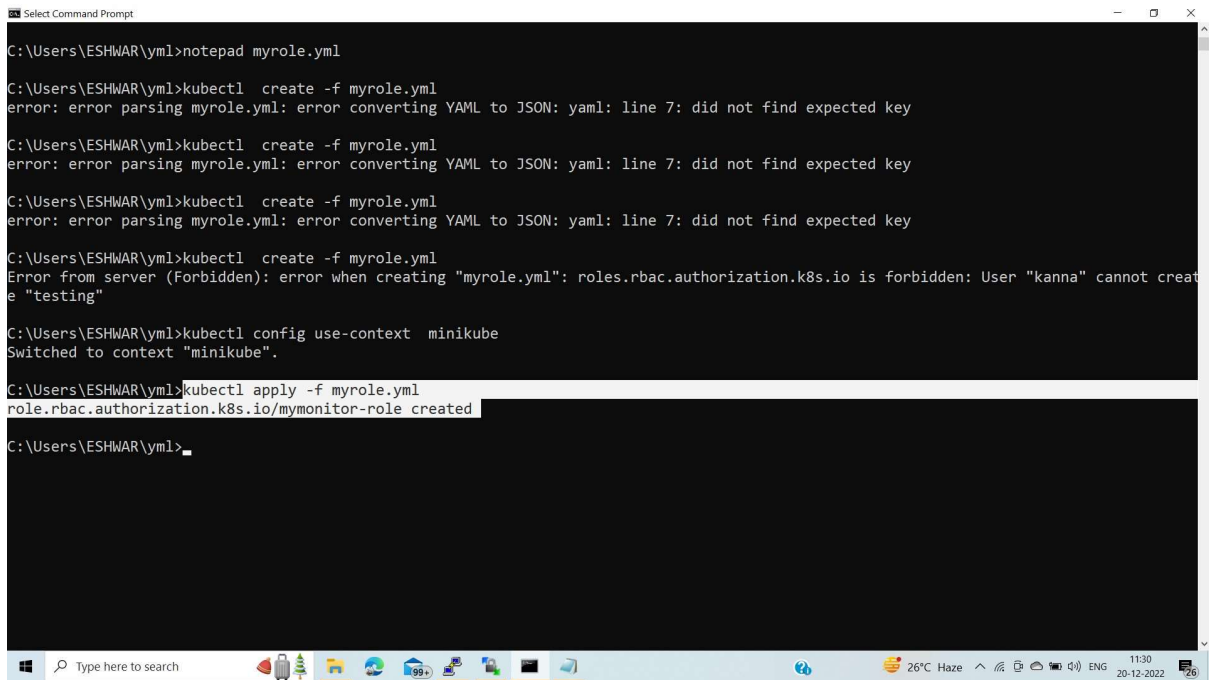 Select Command Prompt
C:\Users\ESHWAR\yml>notepad myrole.yml
C:\Users\ESHWAR\yml>kubectl  create -f myrole.yml
error: error parsing myrole.yml: error converting YAML to JSON: yaml: line 7: did not find expected key
C:\Users\ESHWAR\yml>kubectl  create -f myrole.yml
error: error parsing myrole.yml: error converting YAML to JSON: yaml: line 7: did not find expected key
C:\Users\ESHWAR\yml>kubectl  create -f myrole.yml
error: error parsing myrole.yml: error converting YAML to JSON: yaml: line 7: did not find expected key
C:\Users\ESHWAR\yml>kubectl  create -f myrole.yml
Error from server (Forbidden): error when creating "myrole.yml": roles.rbac.authorization.k8s.io is forbidden: User "kanna" cannot creat
e "testing"
C:\Users\ESHWAR\yml>kubectl config use-context  minikube
Switched to context "minikube".
C:\Users\ESHWAR\yml>kubectl apply -f myrole.yml
role.rbac.authorization.k8s.io/mymonitor-role created
C:\Users\ESHWAR\yml>
Type here to search
99+
26°C Haze
ENG
11:30
20-12-2022
26